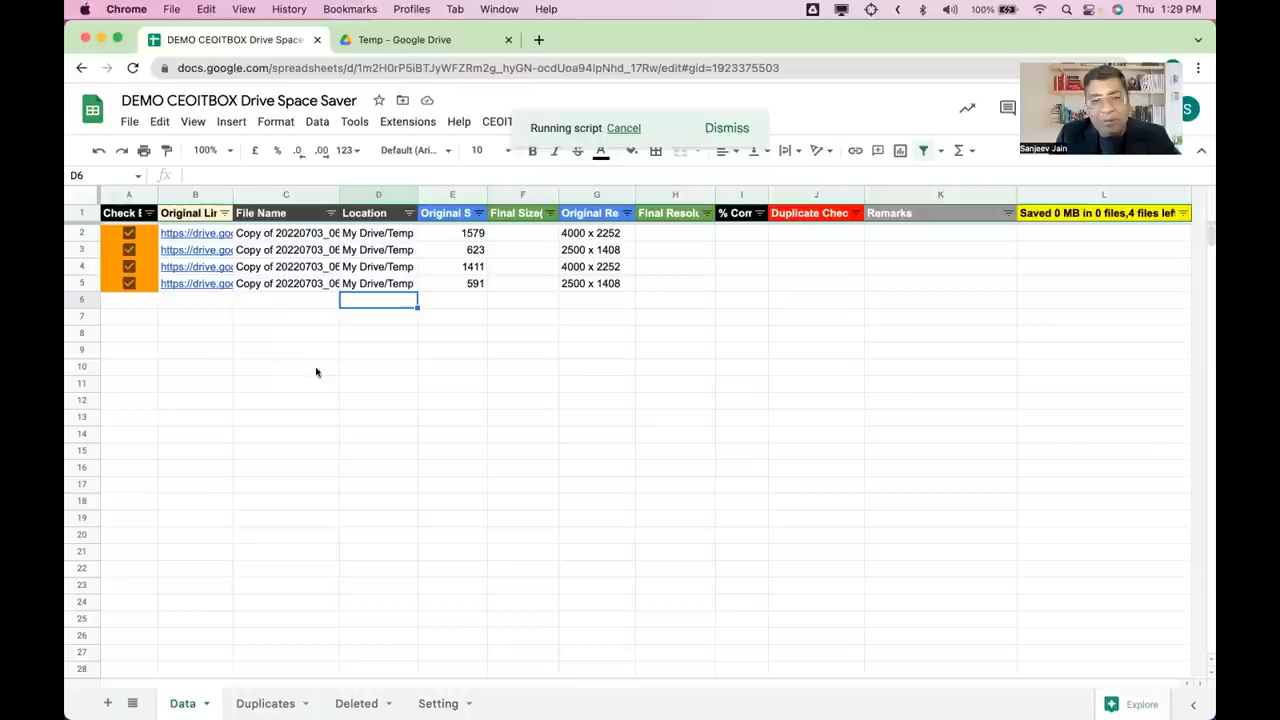 Chrome File Edit View History Bookmarks Profiles Tab Window Help 100% Thu 1:29 PM
DEMO CEOITBOX Drive Space Temp - Google Drive
docs.google.com/spreadsheets/d/1m2H0rP5iBTJyWFZRm2g_hyGN-ocdUoa94lpNhd_17Rw/edit#gid=1923375503
DEMO CEOITBOX Drive Space Saver
File Edit View Insert Format Data Tools Extensions Help CEOIT
Running script Cancel Dismiss
S
Sanjeev Jain
100% £ .0 .00 123 Default (Ari... 10 B I S A
D6 fx
A B C D E F G H I J K L
1 Check E Original Lir File Name Location Original S Final Size( Original Re Final Resolu % Con Duplicate Chec Remarks Saved 0 MB in 0 files,4 files lef
2 https://drive.goo Copy of 20220703_06 My Drive/Temp 1579 4000 x 2252
3 https://drive.goo Copy of 20220703_06 My Drive/Temp 623 2500 x 1408
4 https://drive.goo Copy of 20220703_06 My Drive/Temp 1411 4000 x 2252
5 https://drive.goo Copy of 20220703_06 My Drive/Temp 591 2500 x 1408
6
7
8
9
10
11
12
13
14
15
16
17
18
19
20
21
22
23
24
25
26
27
28
Data Duplicates Deleted Setting Explore